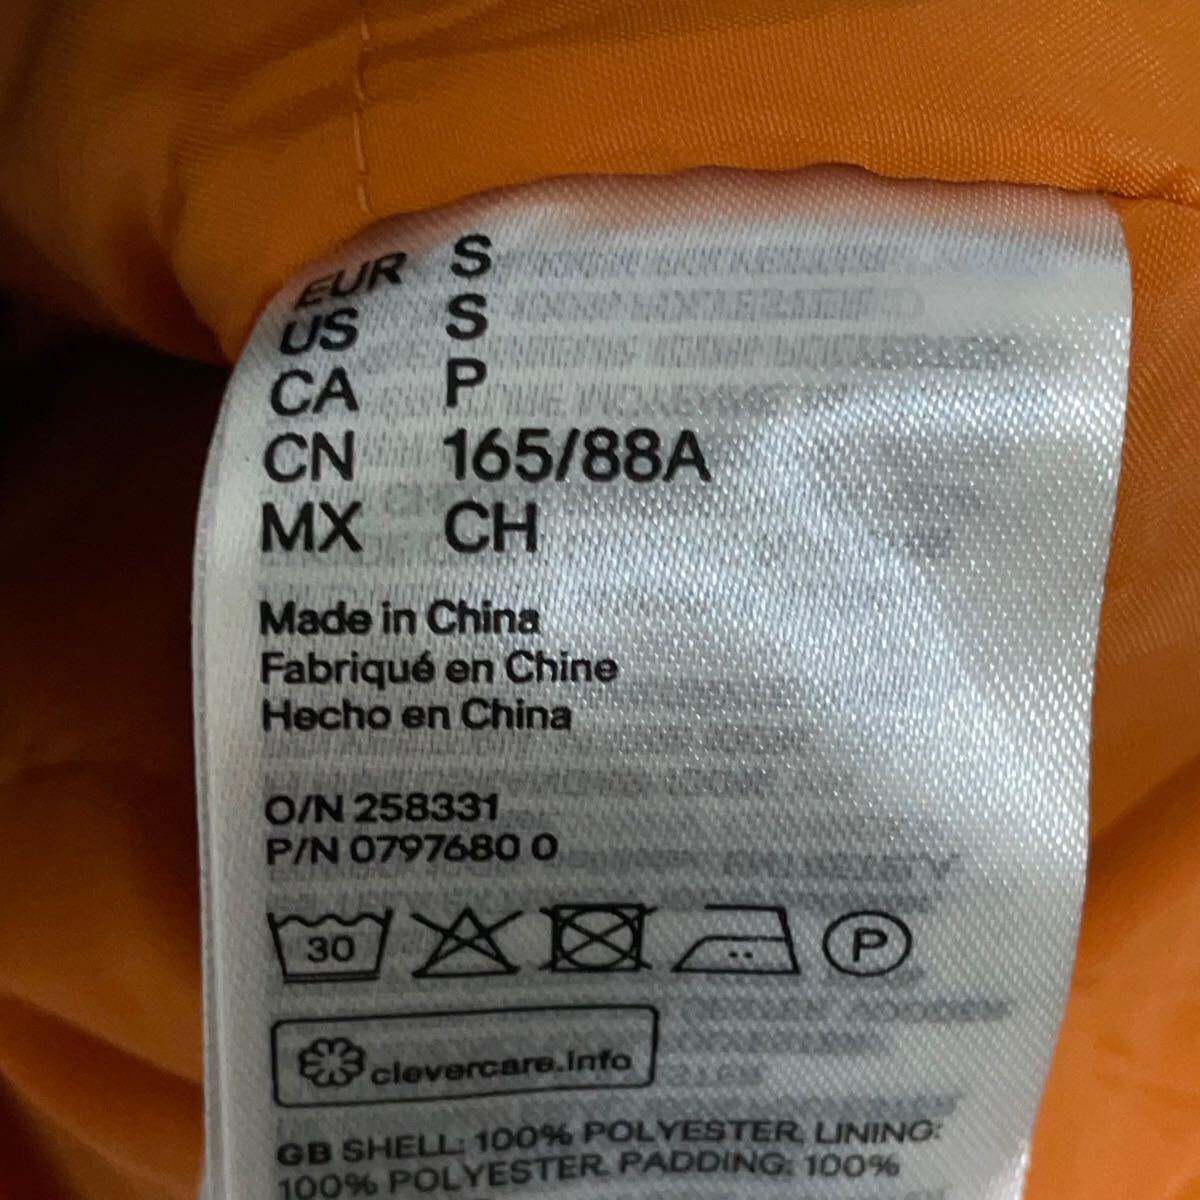 EUR S
US S
CA P
CN 165/88A
MX CH
Made in China
Fabriqué en Chine
Hecho en China
O/N 258331
P/N 0797680 0
30 P
clevercare.info
GB SHELL: 100% POLYESTER. LINING:
100% POLYESTER. PADDING: 100%